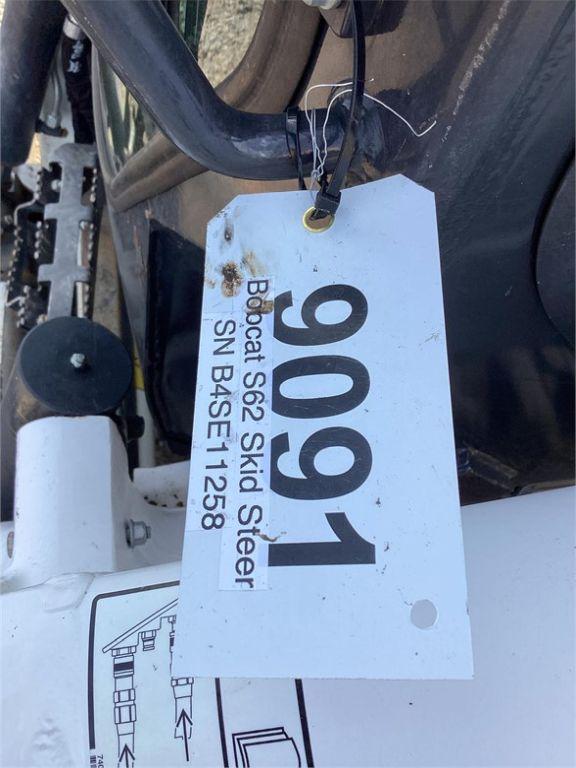 9091
Bobcat S62 Skid Steer
SN B4SE11258